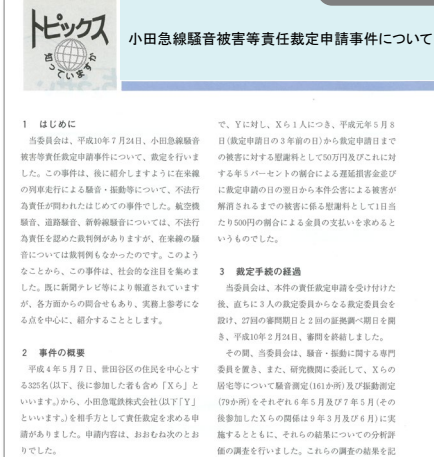 トピックス
知っていますか
小田急線騒音被害等責任裁定申請事件について
1 はじめに
当委員会は、平成10年7月24日、小田急線騒音
被害等責任裁定申請事件について、裁定を行いま
した。この事件は、後に紹介しますように在来線
の列車走行による騒音・振動等について、不法行
為責任が問われたはじめての事件でした。航空機
騒音、道路騒音、新幹線騒音については、不法行
為責任を認めた裁判例がありますが、在来線の騒
音については裁判例もなかったのです。このよう
なことから、この事件は、社会的な注目を集めま
した。既に新聞テレビ等により報道されています
が、各方面からの問合せもあり、実務上参考にな
る点を中心に、紹介することとします。
2 事件の概要
平成4年5月7日、世田谷区の住民を中心とす
る325名(以下、後に参加した者も含め「Xら」と
いいます。)から、小田急電鉄株式会社(以下「Y」
といいます。)を相手方として責任裁定を求める申
請がありました。申請内容は、おおむね次のとお
りでした。
で、Yに対し、Xら1人につき、平成元年5月8
日(裁定申請日の3年前の日)から裁定申請日まで
の被害に対する慰謝料として50万円及びこれに対
する年5パーセントの割合による遅延損害金並び
に裁定申請の日の翌日から本件公害による被害が
解消されるまでの被害に係る慰謝料として1日当
たり500円の割合による金員の支払いを求めると
いうものでした。
3 裁定手続の経過
当委員会は、本件の責任裁定申請を受け付けた
後、直ちに3人の裁定委員からなる裁定委員会を
設け、27回の審問期日と2回の証拠調べ期日を開
き、平成10年2月24日、審問を終結しました。
その間、当委員会は、騒音・振動に関する専門
委員を置き、また、研究機関に委託して、Xらの
居宅等について騒音測定(161か所)及び振動測定
(79か所)をそれぞれ6年5月及び7年5月(その
後参加したXらの関係は9年3月及び6月)に実
施するとともに、それらの結果についての分析評
価の調査を行いました。これらの調査の結果を記